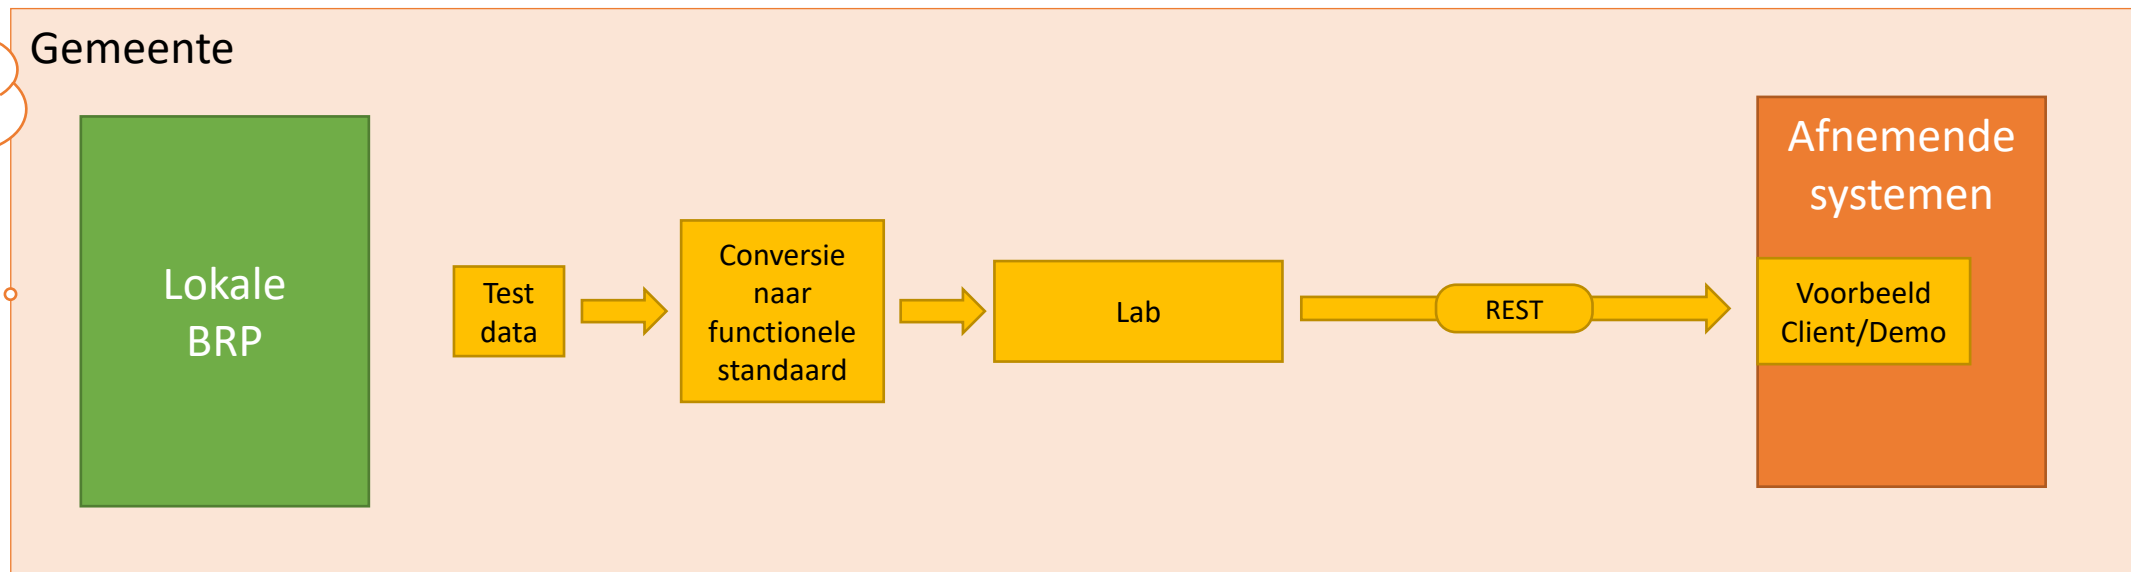 Gemeente
Lokale
BRP
Test
data
Conversie
naar
functionele
standaard
Lab
REST
Afnemende
systemen
Voorbeeld
Client/Demo